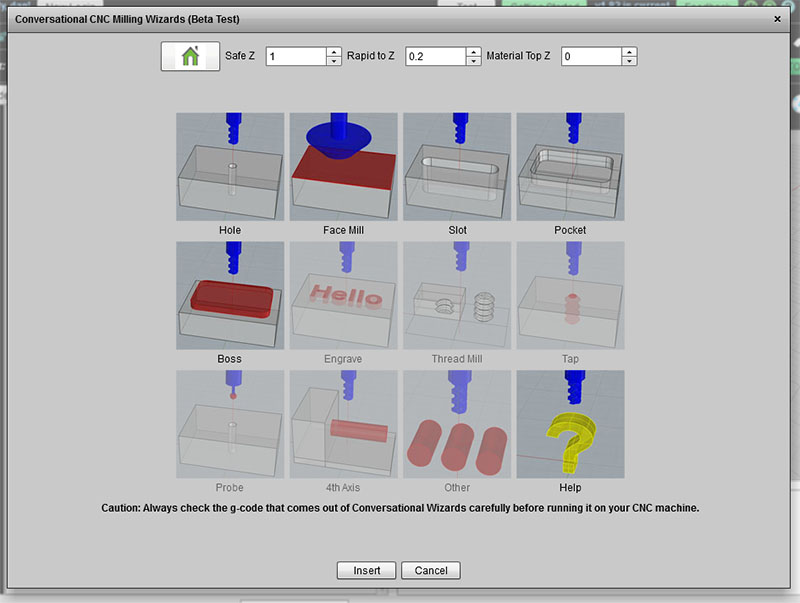 Conversational CNC Milling Wizards (Beta Test)
Safe Z 1 Rapid to Z 0.2 Material Top Z 0
Hole Face Mill Slot Pocket
Hello
Boss Engrave Thread Mill Tap
Probe 4th Axis Other Help
Caution: Always check the g-code that comes out of Conversational Wizards carefully before running it on your CNC machine.
Insert Cancel